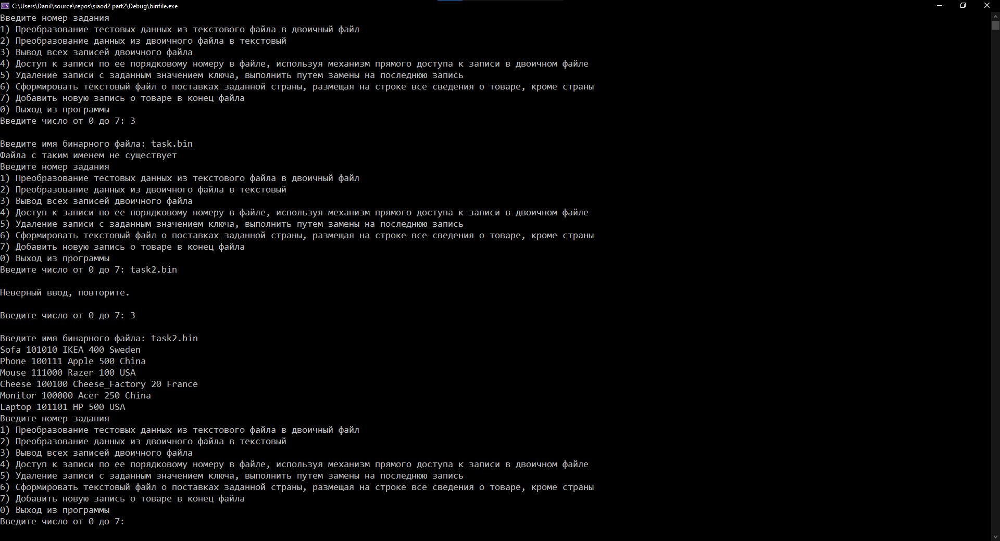 C:\Users\Danil\source\repos\siaod2 part2\Debug\binfile.exe
Введите номер задания
1) Преобразование тестовых данных из текстового файла в двоичный файл
2) Преобразование данных из двоичного файла в текстовый
3) Вывод всех записей двоичного файла
4) Доступ к записи по ее порядковому номеру в файле, используя механизм прямого доступа к записи в двоичном файле
5) Удаление записи с заданным значением ключа, выполнить путем замены на последнюю запись
6) Сформировать текстовый файл о поставках заданной страны, размещая на строке все сведения о товаре, кроме страны
7) Добавить новую запись о товаре в конец файла
0) Выход из программы
Введите число от 0 до 7: 3
Введите имя бинарного файла: task.bin
Файла с таким именем не существует
Введите номер задания
1) Преобразование тестовых данных из текстового файла в двоичный файл
2) Преобразование данных из двоичного файла в текстовый
3) Вывод всех записей двоичного файла
4) Доступ к записи по ее порядковому номеру в файле, используя механизм прямого доступа к записи в двоичном файле
5) Удаление записи с заданным значением ключа, выполнить путем замены на последнюю запись
6) Сформировать текстовый файл о поставках заданной страны, размещая на строке все сведения о товаре, кроме страны
7) Добавить новую запись о товаре в конец файла
0) Выход из программы
Введите число от 0 до 7: task2.bin
Неверный ввод, повторите.
Введите число от 0 до 7: 3
Введите имя бинарного файла: task2.bin
Sofa 101010 IKEA 400 Sweden
Phone 100111 Apple 500 China
Mouse 111000 Razer 100 USA
Cheese 100100 Cheese_Factory 20 France
Monitor 100000 Acer 250 China
Laptop 101101 HP 500 USA
Введите номер задания
1) Преобразование тестовых данных из текстового файла в двоичный файл
2) Преобразование данных из двоичного файла в текстовый
3) Вывод всех записей двоичного файла
4) Доступ к записи по ее порядковому номеру в файле, используя механизм прямого доступа к записи в двоичном файле
5) Удаление записи с заданным значением ключа, выполнить путем замены на последнюю запись
6) Сформировать текстовый файл о поставках заданной страны, размещая на строке все сведения о товаре, кроме страны
7) Добавить новую запись о товаре в конец файла
0) Выход из программы
Введите число от 0 до 7: